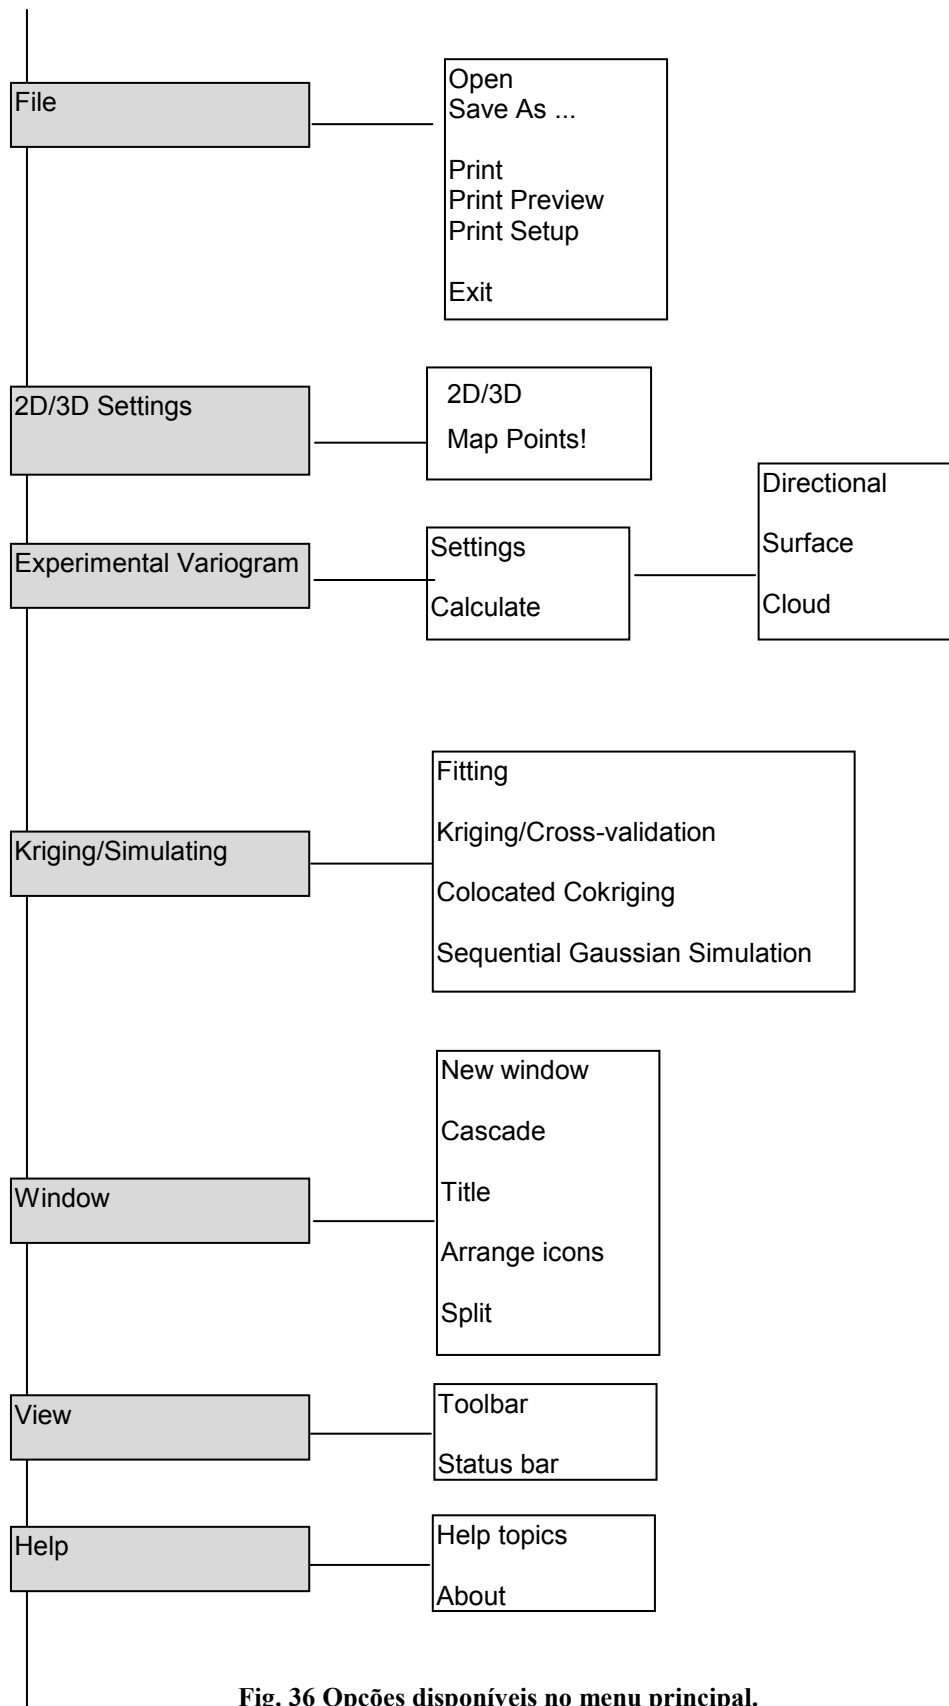 File
Open
Save As ...
Print
Print Preview
Print Setup
Exit
2D/3D Settings
2D/3D
Map Points!
Experimental Variogram
Settings
Calculate
Directional
Surface
Cloud
Kriging/Simulating
Fitting
Kriging/Cross-validation
Colocated Cokriging
Sequential Gaussian Simulation
Window
New window
Cascade
Title
Arrange icons
Split
View
Toolbar
Status bar
Help
Help topics
About
Fig. 36 Opções disponíveis no menu principal.